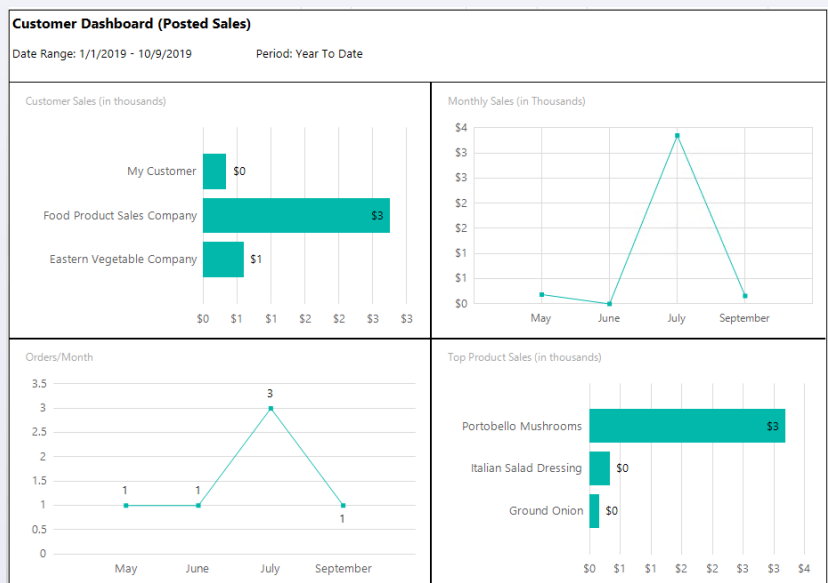 Customer Dashboard (Posted Sales)
Date Range: 1/1/2019 - 10/9/2019 Period: Year To Date
Customer Sales (in thousands)
My Customer $0
Food Product Sales Company $3
Eastern Vegetable Company $1
$0 $1 $1 $2 $2 $3 $3
Monthly Sales (in Thousands)
$4
$3
$3
$2
$2
$1
$1
$0
May June July September
Orders/Month
3.5
3
2.5
2
1.5
1
0.5
0
3
1 1
1
May June July September
Top Product Sales (in thousands)
Portobello Mushrooms $3
Italian Salad Dressing $0
Ground Onion $0
$0 $1 $1 $2 $2 $3 $3 $4